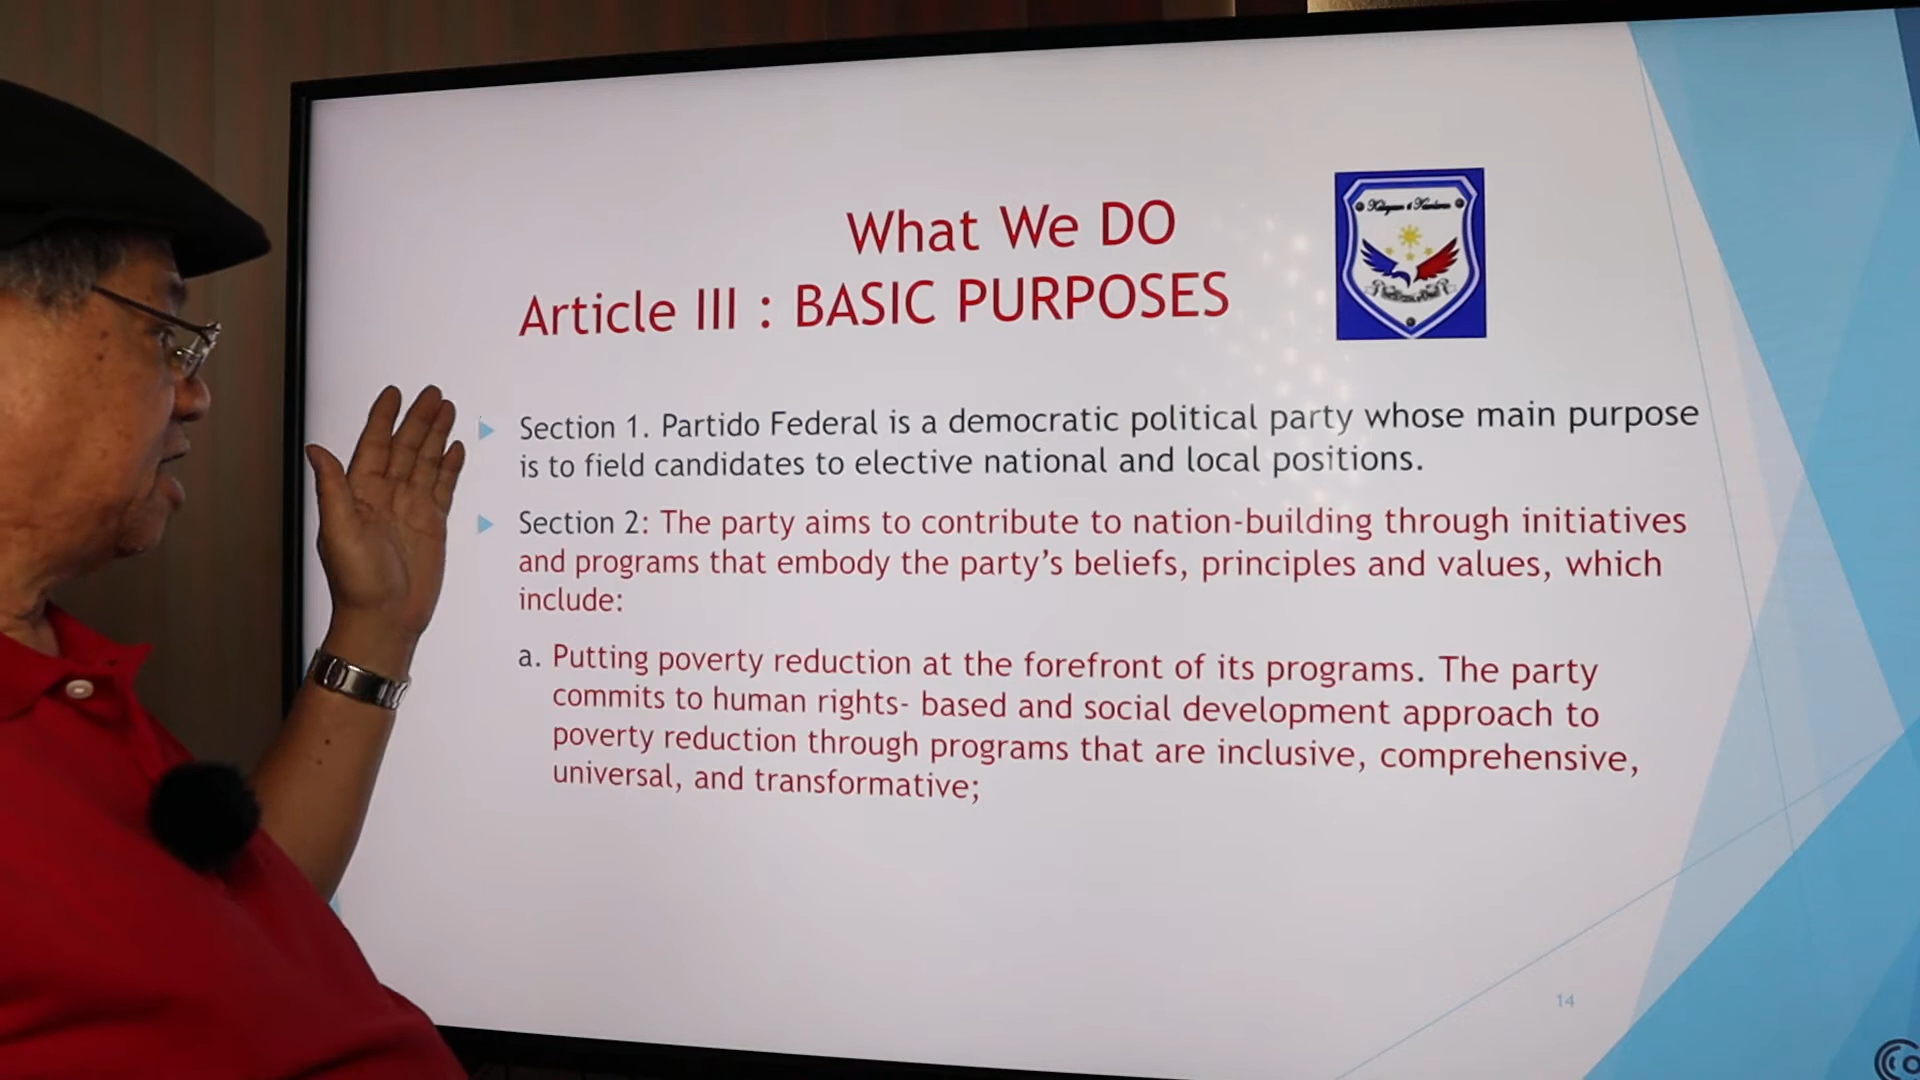 What We DO
Article III : BASIC PURPOSES
Section 1. Partido Federal is a democratic political party whose main purpose
is to field candidates to elective national and local positions.
Section 2: The party aims to contribute to nation-building through initiatives
and programs that embody the party's beliefs, principles and values, which
include:
a. Putting poverty reduction at the forefront of its programs. The party
commits to human rights- based and social development approach to
poverty reduction through programs that are inclusive, comprehensive,
universal, and transformative;
14